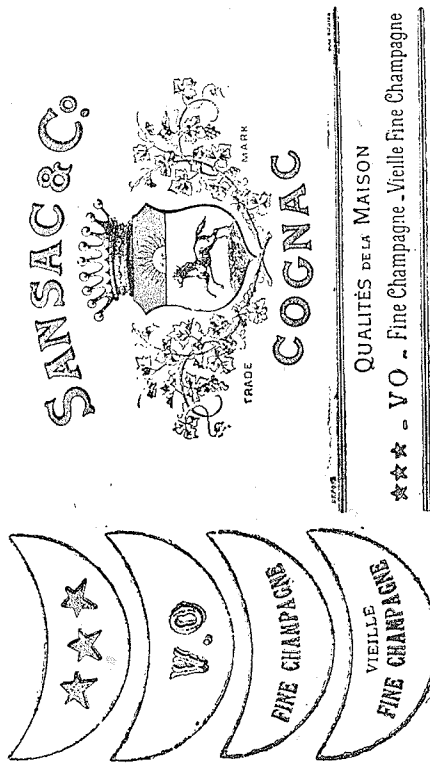 SANSAC & Co
TRADE MARK
COGNAC
QUALITÉS DE LA MAISON
★★★ - VO - Fine Champagne - Vieille Fine Champagne
★★★
V.O
FINE CHAMPAGNE
VIEILLE
FINE CHAMPAGNE